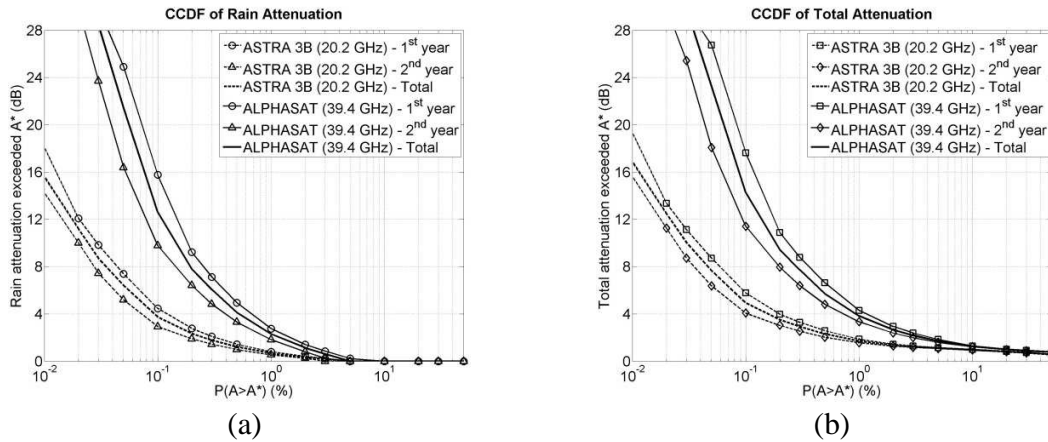 CCDF of Rain Attenuation
28
24
20
16
12
8
4
0
Rain attenuation exceeded A* (dB)
ASTRA 3B (20.2 GHz) - 1st year
ASTRA 3B (20.2 GHz) - 2nd year
ASTRA 3B (20.2 GHz) - Total
ALPHASAT (39.4 GHz) - 1st year
ALPHASAT (39.4 GHz) - 2nd year
ALPHASAT (39.4 GHz) - Total
10-2 10-1 100 101
P(A>A*) (%)
(a)
CCDF of Total Attenuation
28
24
20
16
12
8
4
0
Total attenuation exceeded A* (dB)
ASTRA 3B (20.2 GHz) - 1st year
ASTRA 3B (20.2 GHz) - 2nd year
ASTRA 3B (20.2 GHz) - Total
ALPHASAT (39.4 GHz) - 1st year
ALPHASAT (39.4 GHz) - 2nd year
ALPHASAT (39.4 GHz) - Total
10-2 10-1 100 101
P(A>A*) (%)
(b)